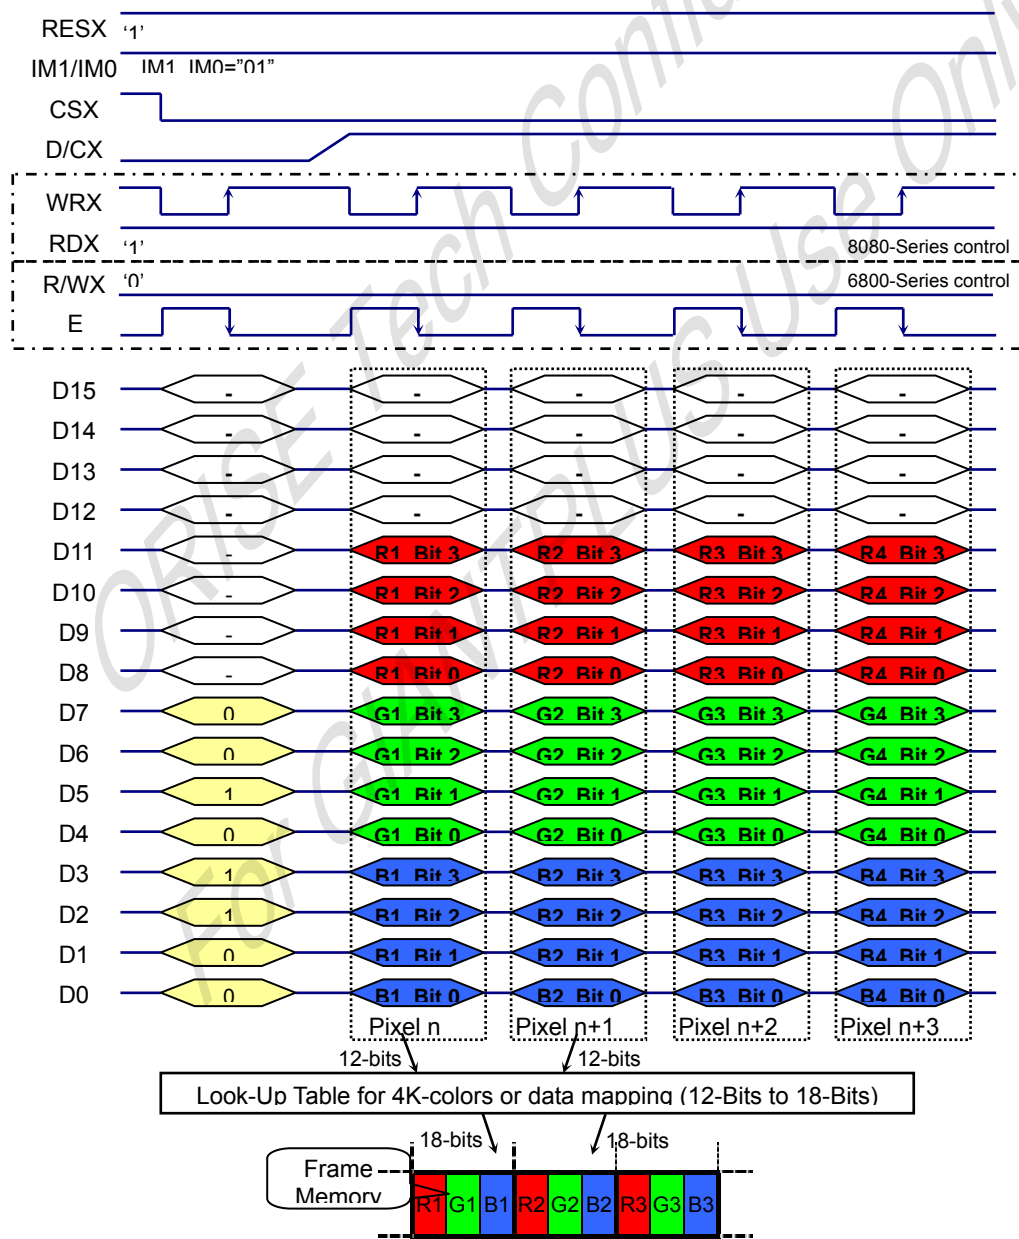 RESX '1'
IM1/IM0 IM1 IM0="01"
CSX
D/CX
WRX
RDX '1' 8080-Series control
R/WX '0' 6800-Series control
E
D15 - - - - -
D14 - - - - -
D13 - - - - -
D12 - - - - -
D11 - R1 Bit 3 R2 Bit 3 R3 Bit 3 R4 Bit 3
D10 - R1 Bit 2 R2 Bit 2 R3 Bit 2 R4 Bit 2
D9 - R1 Bit 1 R2 Bit 1 R3 Bit 1 R4 Bit 1
D8 - R1 Bit 0 R2 Bit 0 R3 Bit 0 R4 Bit 0
D7 0 G1 Bit 3 G2 Bit 3 G3 Bit 3 G4 Bit 3
D6 0 G1 Bit 2 G2 Bit 2 G3 Bit 2 G4 Bit 2
D5 1 G1 Bit 1 G2 Bit 1 G3 Bit 1 G4 Bit 1
D4 0 G1 Bit 0 G2 Bit 0 G3 Bit 0 G4 Bit 0
D3 1 B1 Bit 3 B2 Bit 3 B3 Bit 3 B4 Bit 3
D2 1 B1 Bit 2 B2 Bit 2 B3 Bit 2 B4 Bit 2
D1 0 B1 Bit 1 B2 Bit 1 B3 Bit 1 B4 Bit 1
D0 0 B1 Bit 0 B2 Bit 0 B3 Bit 0 B4 Bit 0
Pixel n Pixel n+1 Pixel n+2 Pixel n+3
12-bits 12-bits
Look-Up Table for 4K-colors or data mapping (12-Bits to 18-Bits)
18-bits 18-bits
Frame
Memory
R1 G1 B1 R2 G2 B2 R3 G3 B3
ORISE Tech
For GIANTPLUS Use